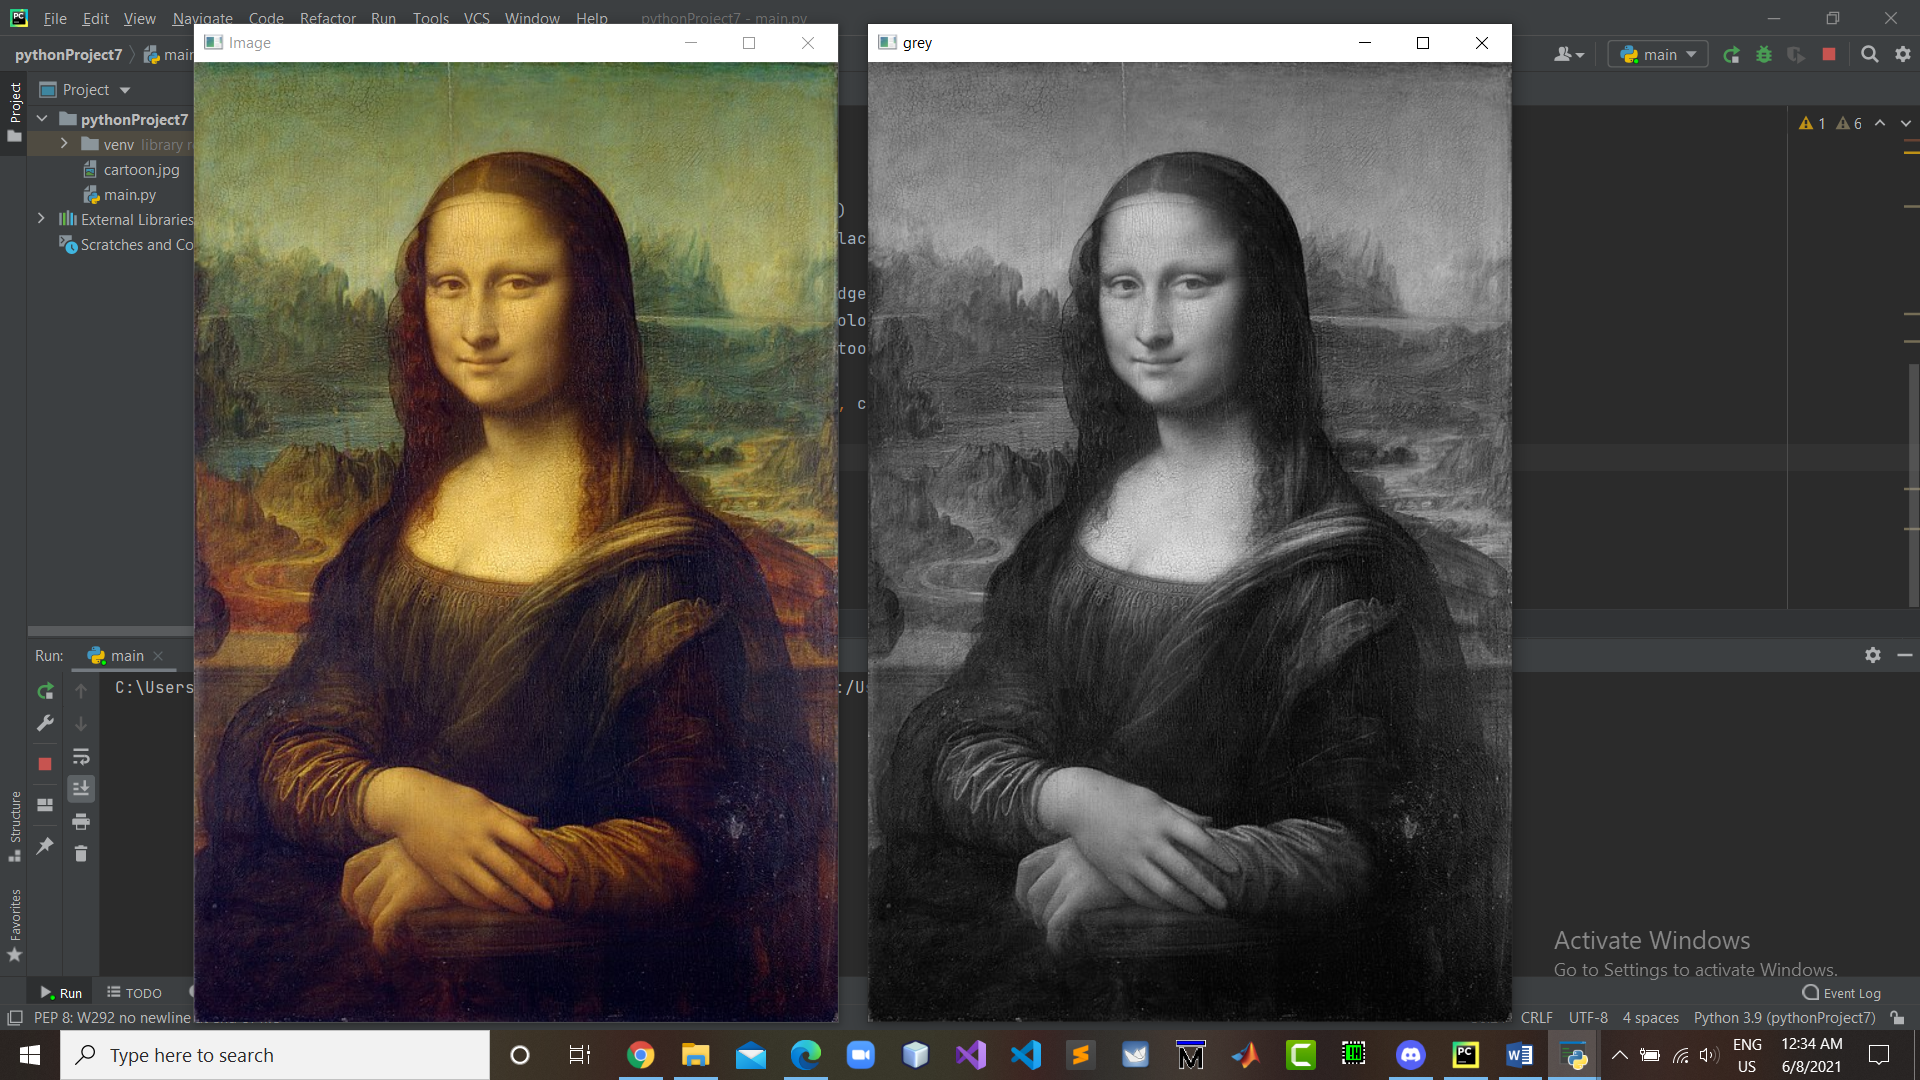 File Edit View Navigate Code Refactor Run Tools VCS Window Help pythonProject7 - main.py
pythonProject7 main
Image
grey
main
Project
Project
pythonProject7
1 6
venv library
cartoon.jpg
main.py
External Libraries
Scratches and Co
)
lac
dge
olo
too
, c
Run: main
C:\Users
:/U
Structure
Favorites
Activate Windows
Go to Settings to activate Windows.
Run TODO
Event Log
PEP 8: W292 no newline
CRLF UTF-8 4 spaces Python 3.9 (pythonProject7)
Type here to search
ENG
US
12:34 AM
6/8/2021